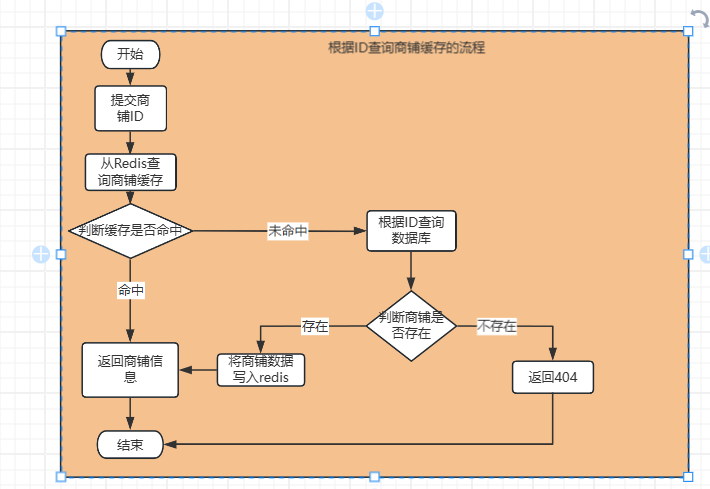 根据ID查询商铺缓存的流程
开始
提交商
铺ID
从Redis查
询商铺缓存
判断缓存是否命中
未命中
根据ID查询
数据库
命中
判断商铺是
否存在
存在
不存在
返回商铺信
息
将商铺数据
写入redis
返回404
结束